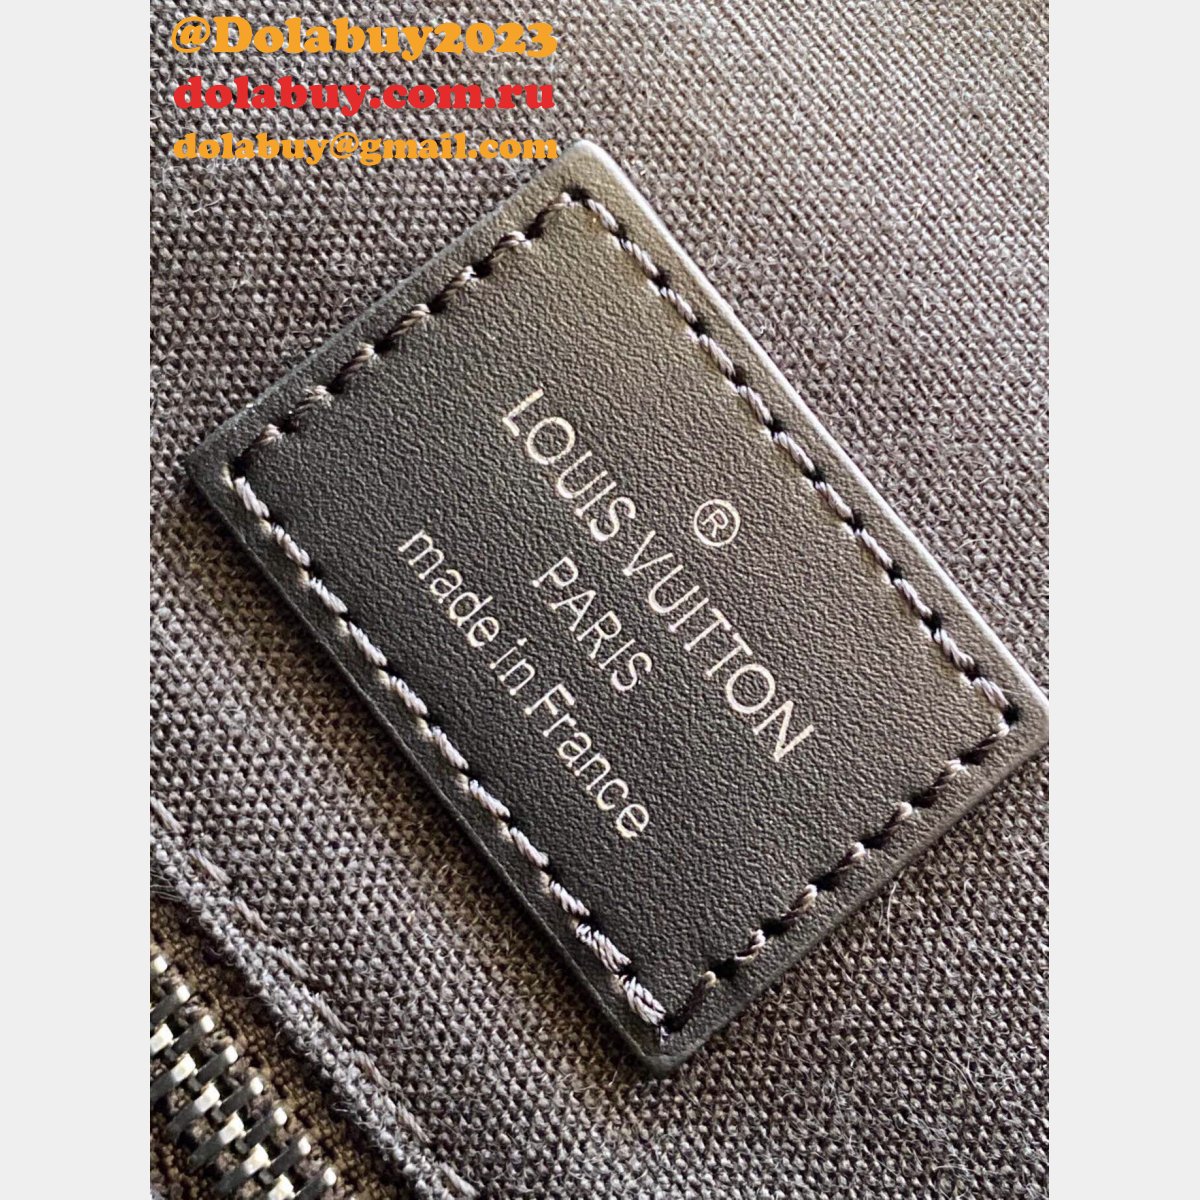 @Dolabuy2023
dolabuy.com.ru
dolabuy@gmail.com
®
LOUIS VUITTON
PARIS
made in France